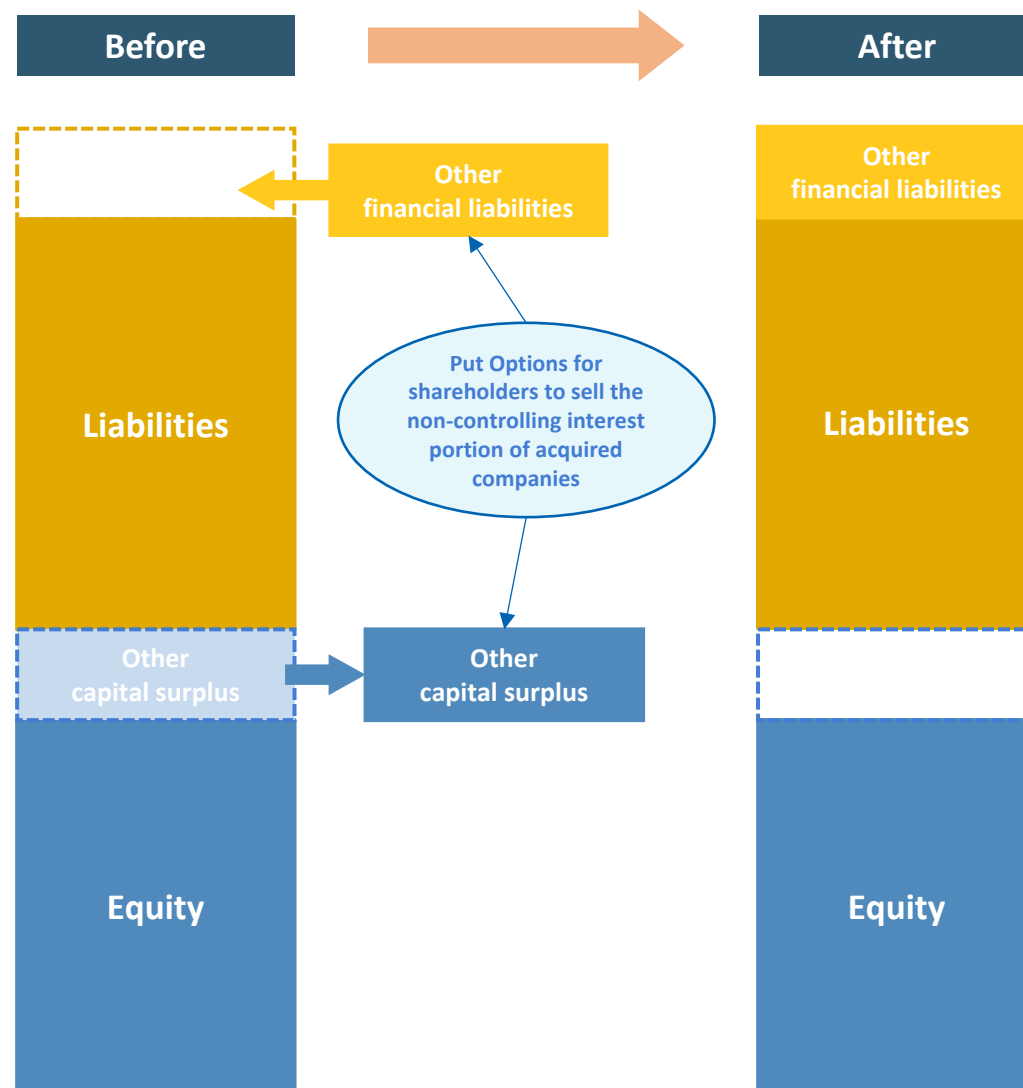 Before
After
Other
financial liabilities
Other
financial liabilities
Put Options for
shareholders to sell the
non-controlling interest
portion of acquired
companies
Liabilities
Liabilities
Other
capital surplus
Other
capital surplus
Equity
Equity